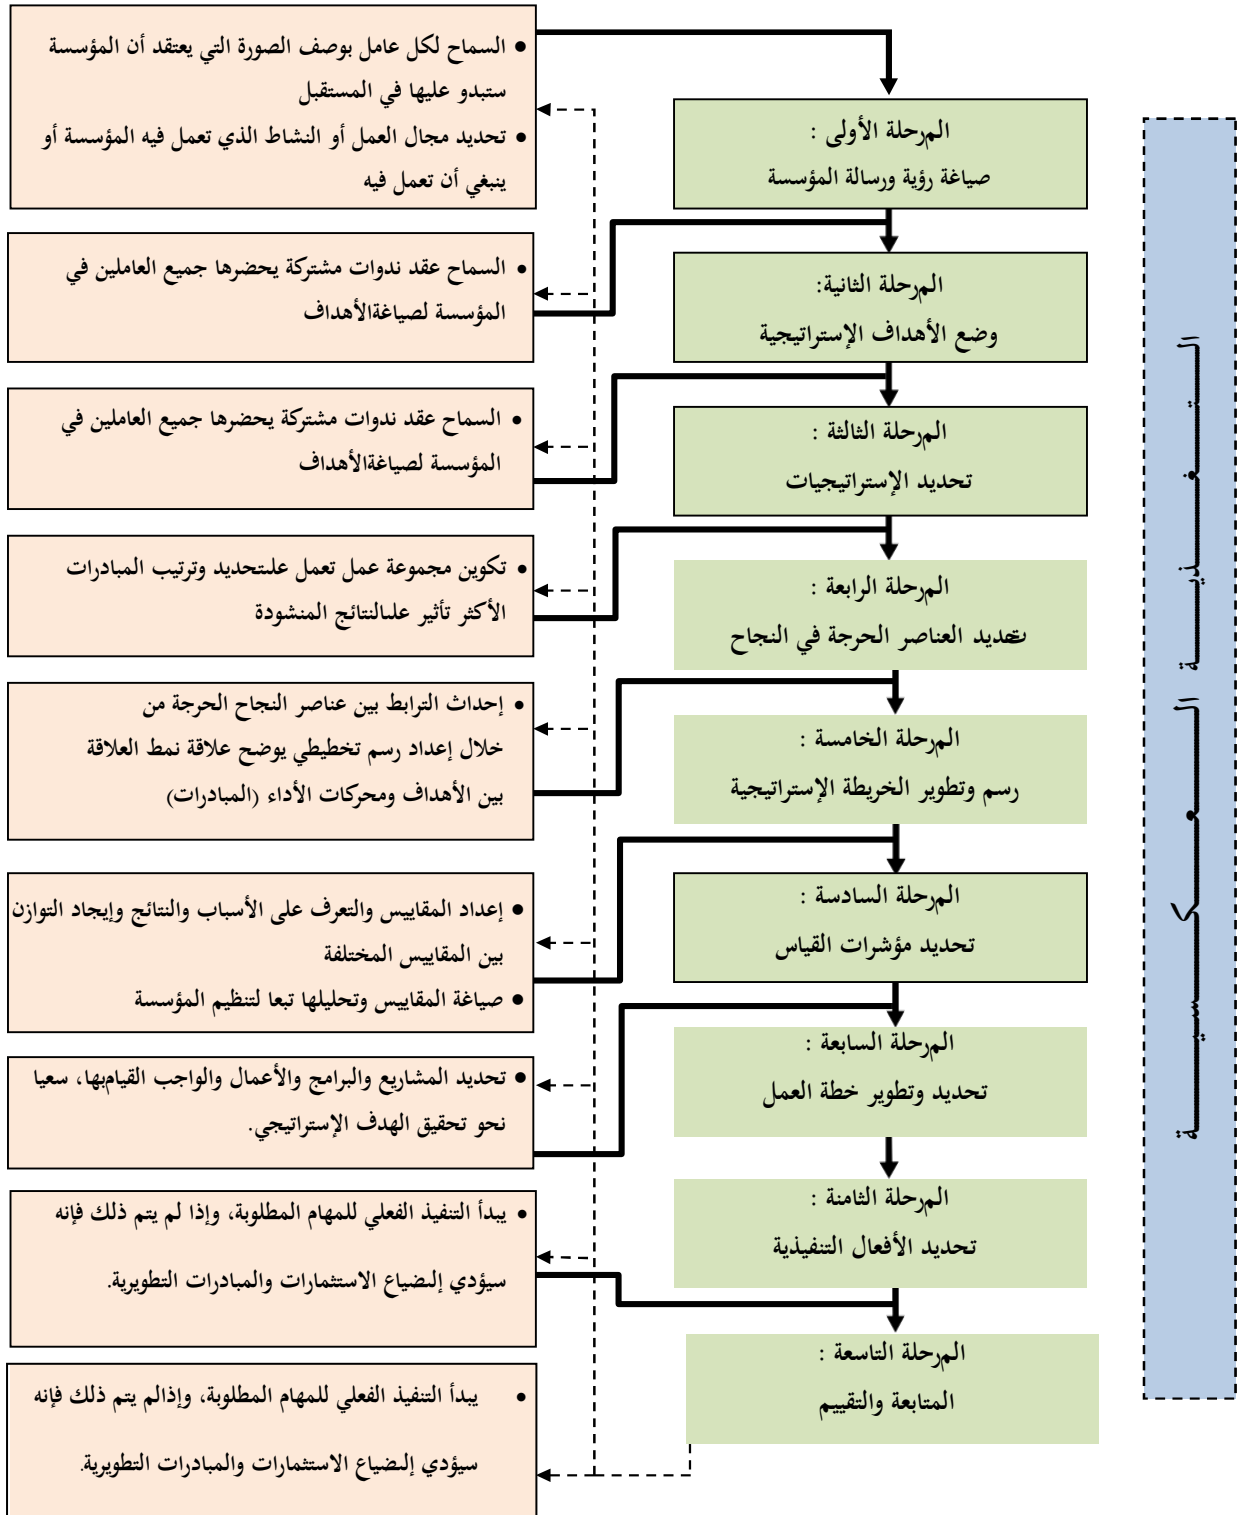 • السماح لكل عامل بوصف الصورة التي يعتقد أن المؤسسة
ستبدو عليها في المستقبل
• تحديد مجال العمل أو النشاط الذي تعمل فيه المؤسسة أو
ينبغي أن تعمل فيه
المرحلة الأولى :
صياغة رؤية ورسالة المؤسسة
• السماح عقد ندوات مشتركة يحضرها جميع العاملين في
المؤسسة لصياغةالأهداف
المرحلة الثانية:
وضع الأهداف الإستراتيجية
• السماح عقد ندوات مشتركة يحضرها جميع العاملين في
المؤسسة لصياغةالأهداف
المرحلة الثالثة :
تحديد الإستراتيجيات
• تكوين مجموعة عمل تعمل علىتحديد وترتيب المبادرات
الأكثر تأثير علىالنتائج المنشودة
المرحلة الرابعة :
تحديد العناصر الحرجة في النجاح
• إحداث الترابط بين عناصر النجاح الحرجة من
خلال إعداد رسم تخطيطي يوضح علاقة نمط العلاقة
بين الأهداف ومحركات الأداء (المبادرات)
المرحلة الخامسة :
رسم وتطوير الخريطة الإستراتيجية
• إعداد المقاييس والتعرف على الأسباب والنتائج وإيجاد التوازن
بين المقاييس المختلفة
• صياغة المقاييس وتحليلها تبعا لتنظيم المؤسسة
المرحلة السادسة :
تحديد مؤشرات القياس
• تحديد المشاريع والبرامج والأعمال والواجب القيامبها، سعيا
نحو تحقيق الهدف الإستراتيجي.
المرحلة السابعة :
تحديد وتطوير خطة العمل
• يبدأ التنفيذ الفعلي للمهام المطلوبة، وإذا لم يتم ذلك فإنه
سيؤدي إلىضياع الاستثمارات والمبادرات التطويرية.
المرحلة الثامنة :
تحديد الأفعال التنفيذية
• يبدأ التنفيذ الفعلي للمهام المطلوبة، وإذالم يتم ذلك فإنه
سيؤدي إلىضياع الاستثمارات والمبادرات التطويرية.
المرحلة التاسعة :
المتابعة والتقييم
الـتـغـذيـة الـعـكـسيـة